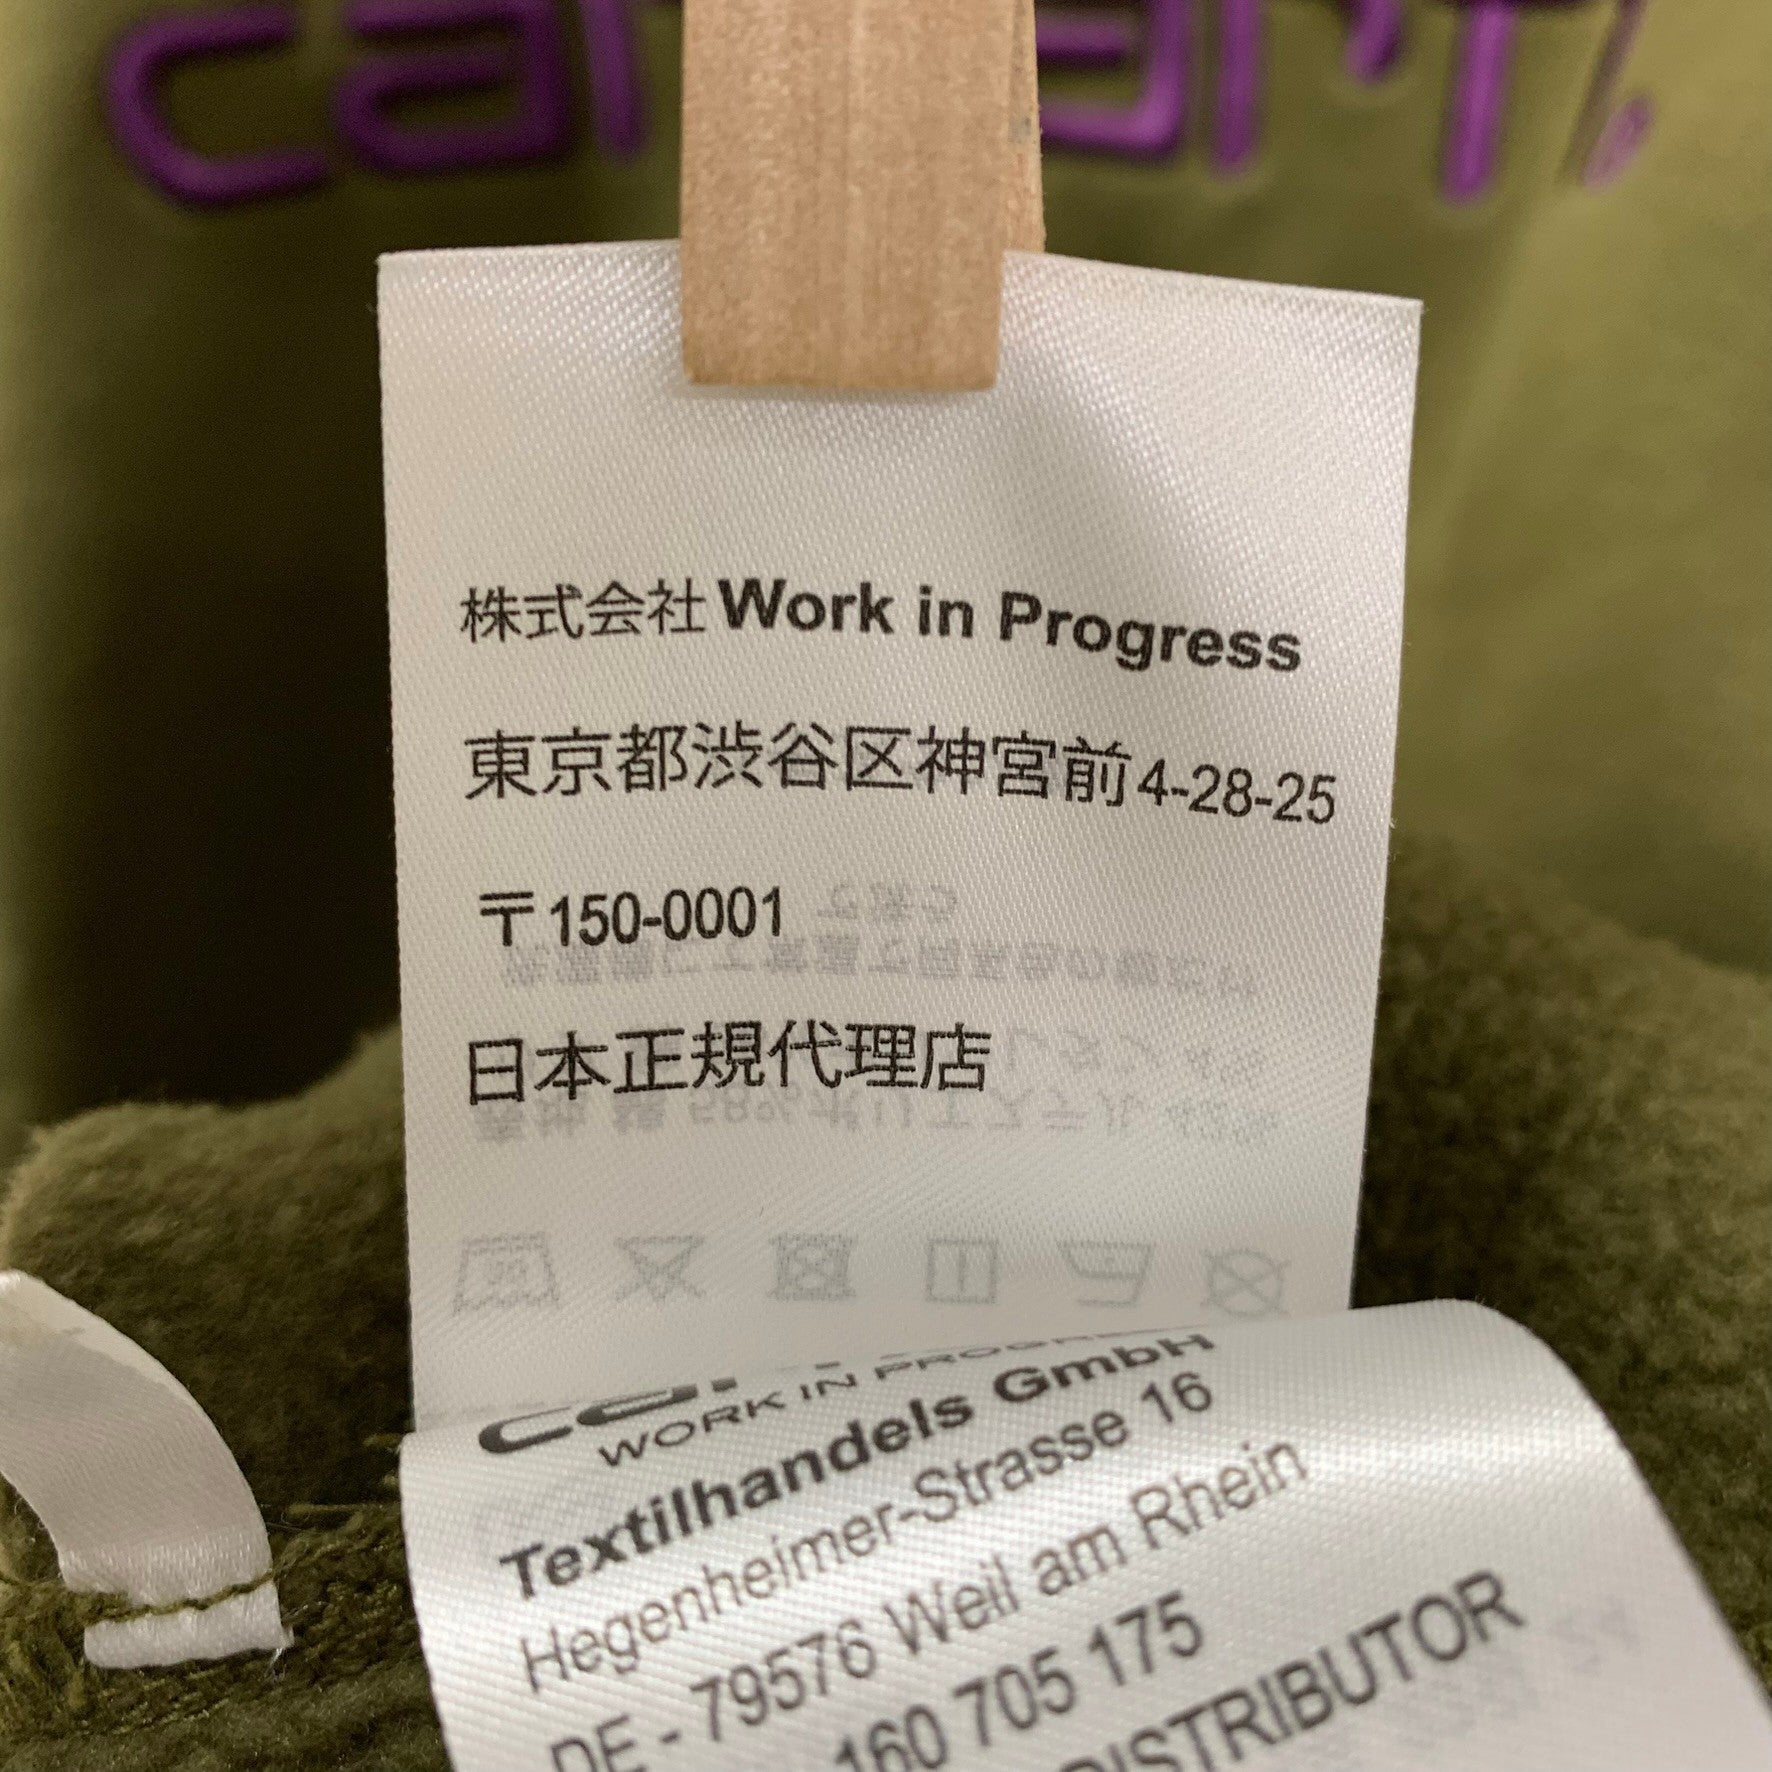 carhartt
株式会社 Work in Progress
東京都渋谷区神宮前4-28-25
〒150-0001
日本正規代理店
WORK IN PROGRESS
Textilhandels GmbH
Hegenheimer-Strasse 16
DE - 79576 Weil am Rhein
160 705 175
DISTRIBUTOR